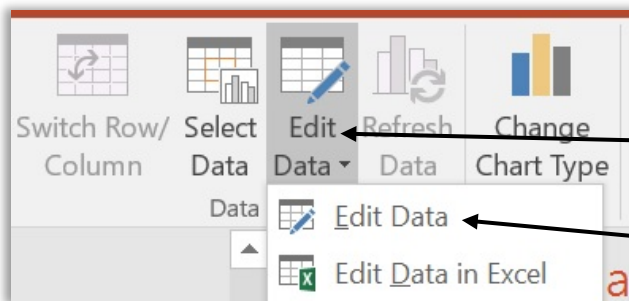 Switch Row/ Select Edit Refresh Change
Column Data Data Data Chart Type
Data
Edit Data
Edit Data in Excel
a